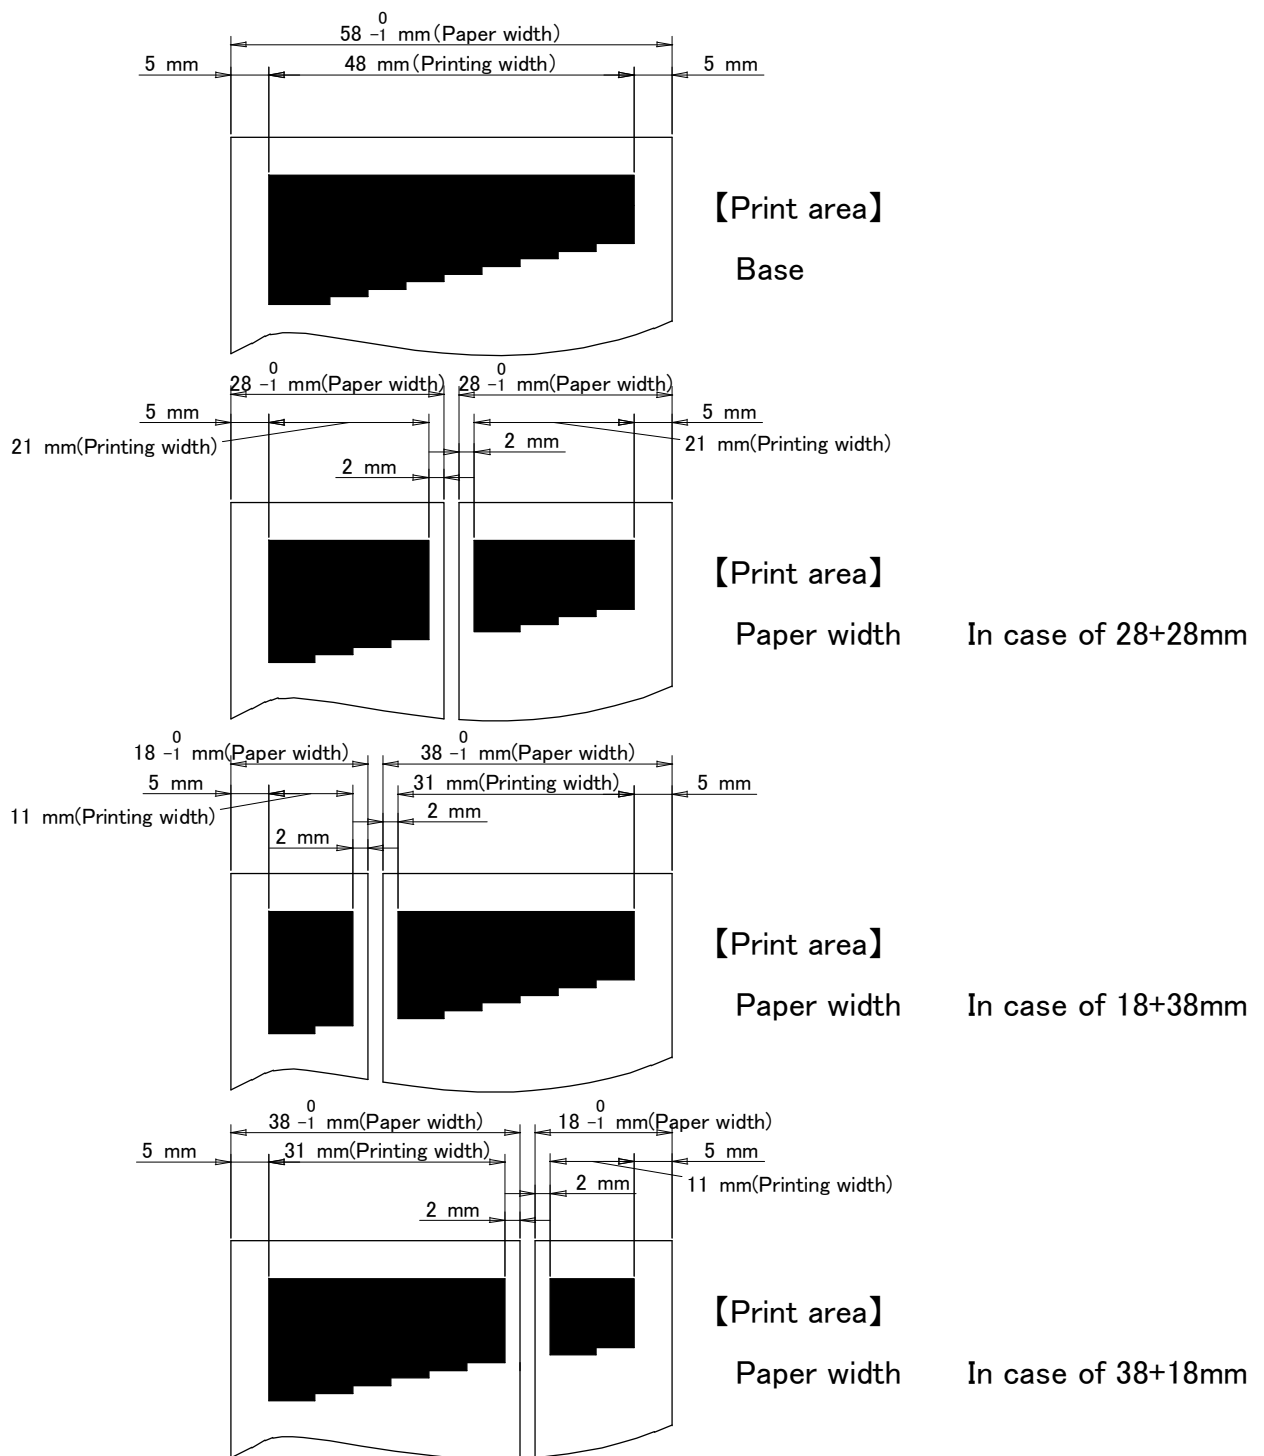 58 0/-1 mm(Paper width)
5 mm 48 mm(Printing width) 5 mm
【Print area】
Base
28 0/-1 mm(Paper width) 28 0/-1 mm(Paper width)
5 mm 5 mm
21 mm(Printing width) 2 mm 21 mm(Printing width)
2 mm
【Print area】
Paper width In case of 28+28mm
18 0/-1 mm(Paper width) 38 0/-1 mm(Paper width)
5 mm 31 mm(Printing width) 5 mm
11 mm(Printing width) 2 mm
2 mm
【Print area】
Paper width In case of 18+38mm
38 0/-1 mm(Paper width) 18 0/-1 mm(Paper width)
5 mm 31 mm(Printing width) 5 mm
2 mm 11 mm(Printing width)
2 mm
【Print area】
Paper width In case of 38+18mm